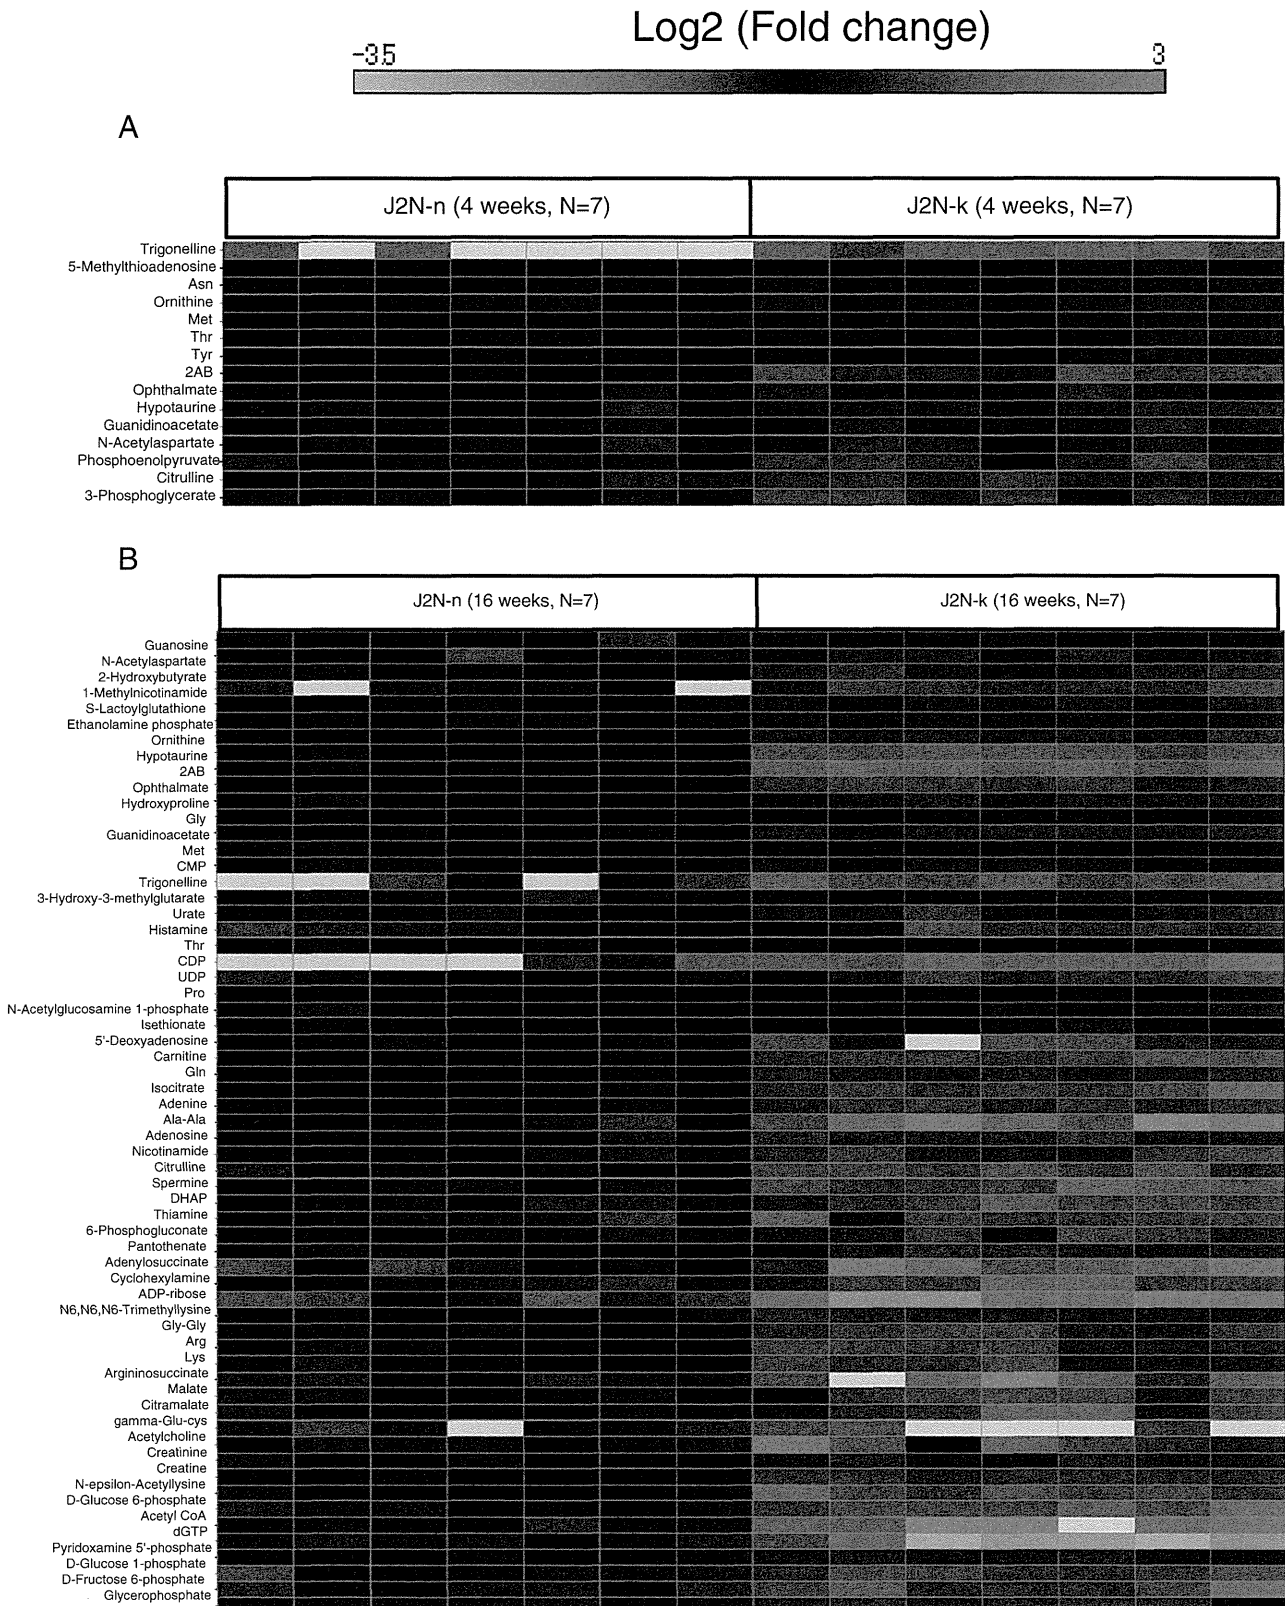 Log2 (Fold change)
-3.5 3
A
J2N-n (4 weeks, N=7) J2N-k (4 weeks, N=7)
Trigonelline
5-Methylthioadenosine
Asn
Ornithine
Met
Thr
Tyr
2AB
Ophthalmate
Hypotaurine
Guanidinoacetate
N-Acetylaspartate
Phosphoenolpyruvate
Citrulline
3-Phosphoglycerate
B
J2N-n (16 weeks, N=7) J2N-k (16 weeks, N=7)
Guanosine
N-Acetylaspartate
2-Hydroxybutyrate
1-Methylnicotinamide
S-Lactoylglutathione
Ethanolamine phosphate
Ornithine
Hypotaurine
2AB
Ophthalmate
Hydroxyproline
Gly
Guanidinoacetate
Met
CMP
Trigonelline
3-Hydroxy-3-methylglutarate
Urate
Histamine
Thr
CDP
UDP
Pro
N-Acetylglucosamine 1-phosphate
Isethionate
5'-Deoxyadenosine
Carnitine
Gln
Isocitrate
Adenine
Ala-Ala
Adenosine
Nicotinamide
Citrulline
Spermine
DHAP
Thiamine
6-Phosphogluconate
Pantothenate
Adenylosuccinate
Cyclohexylamine
ADP-ribose
N6,N6,N6-Trimethyllysine
Gly-Gly
Arg
Lys
Argininosuccinate
Malate
Citramalate
gamma-Glu-cys
Acetylcholine
Creatinine
Creatine
N-epsilon-Acetyllysine
D-Glucose 6-phosphate
Acetyl CoA
dGTP
Pyridoxamine 5'-phosphate
D-Glucose 1-phosphate
D-Fructose 6-phosphate
Glycerophosphate